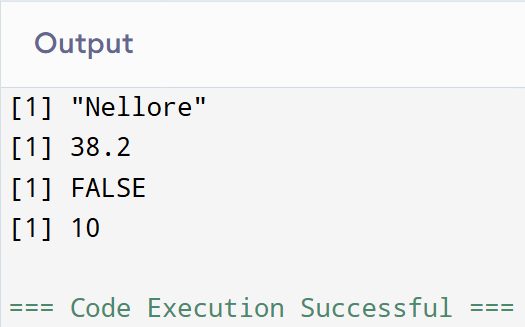 Output
[1] "Nellore"
[1] 38.2
[1] FALSE
[1] 10
=== Code Execution Successful ===